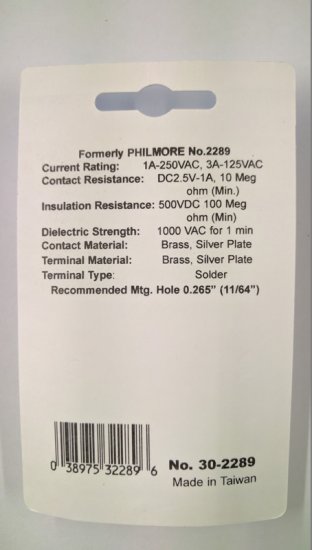 Formerly PHILMORE No.2289
Current Rating: 1A-250VAC, 3A-125VAC
Contact Resistance: DC2.5V-1A, 10 Meg
ohm (Min.)
Insulation Resistance: 500VDC 100 Meg
ohm (Min)
Dielectric Strength: 1000 VAC for 1 min
Contact Material: Brass, Silver Plate
Terminal Material: Brass, Silver Plate
Terminal Type: Solder
Recommended Mtg. Hole 0.265" (11/64")
0 38975 32289 6
No. 30-2289
Made in Taiwan